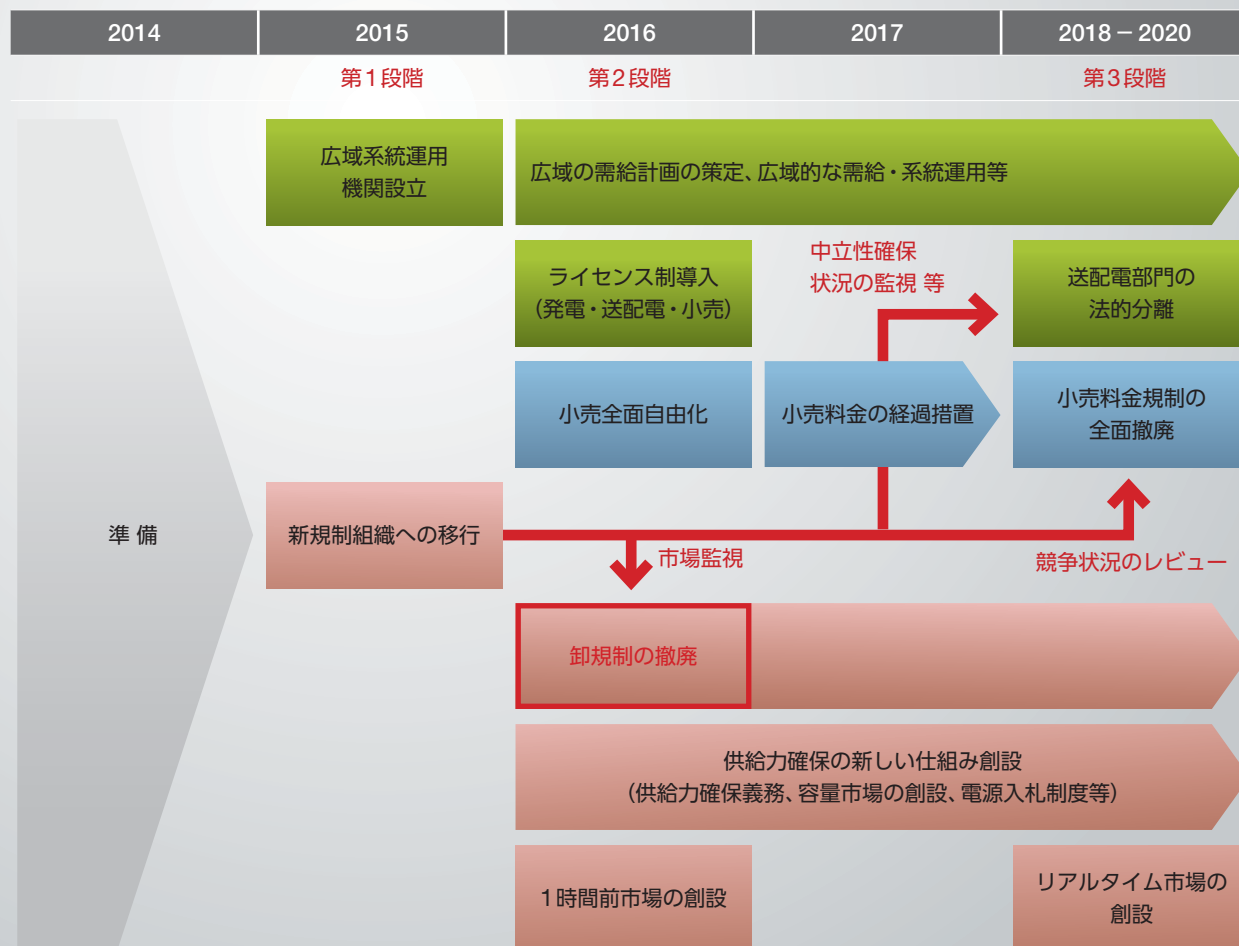 2014
2015
2016
2017
2018 – 2020
第1段階
第2段階
第3段階
広域系統運用
機関設立
広域の需給計画の策定、広域的な需給・系統運用等
ライセンス制導入
(発電・送配電・小売)
中立性確保
状況の監視 等
送配電部門の
法的分離
小売全面自由化
小売料金の経過措置
小売料金規制の
全面撤廃
準 備
新規制組織への移行
市場監視
競争状況のレビュー
卸規制の撤廃
供給力確保の新しい仕組み創設
(供給力確保義務、容量市場の創設、電源入札制度等)
1時間前市場の創設
リアルタイム市場の
創設